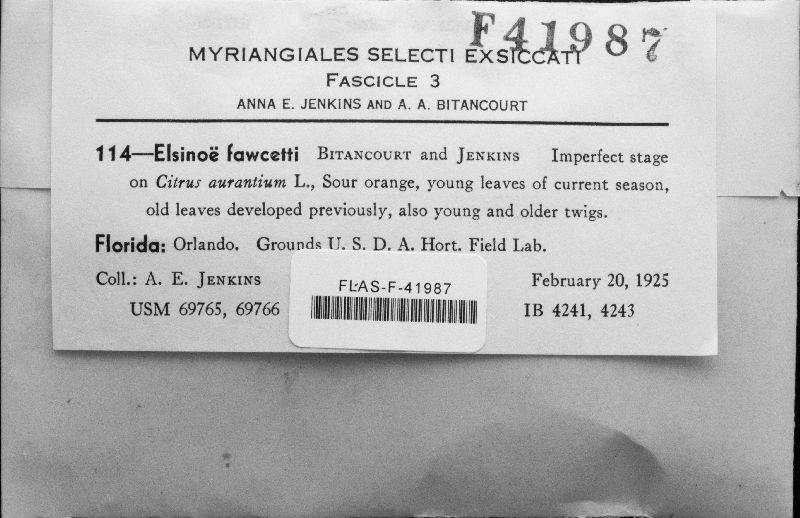 F41987
MYRIANGIALES SELECTI EXSICCATI
FASCICLE 3
ANNA E. JENKINS AND A. A. BITANCOURT
114—Elsinoë fawcetti BITANCOURT and JENKINS Imperfect stage
on Citrus aurantium L., Sour orange, young leaves of current season,
old leaves developed previously, also young and older twigs.
Florida: Orlando. Grounds U. S. D. A. Hort. Field Lab.
Coll.: A. E. JENKINS February 20, 1925
USM 69765, 69766 IB 4241, 4243
FLAS-F-41987